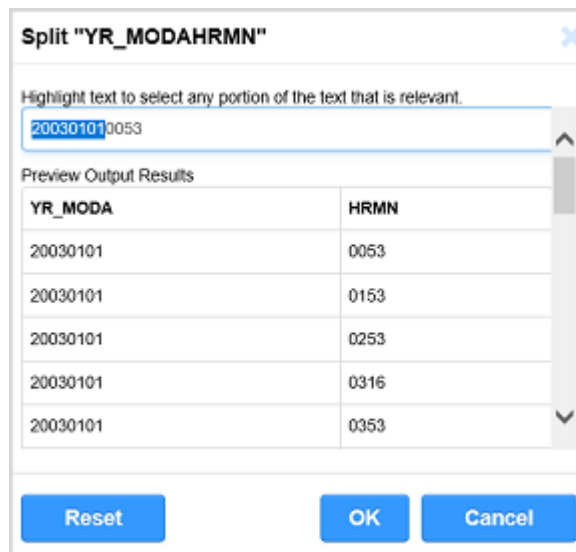 Split "YR_MODAHRMN"
Highlight text to select any portion of the text that is relevant.
200301010053
Preview Output Results
YR_MODA HRMN
20030101 0053
20030101 0153
20030101 0253
20030101 0316
20030101 0353
Reset OK Cancel